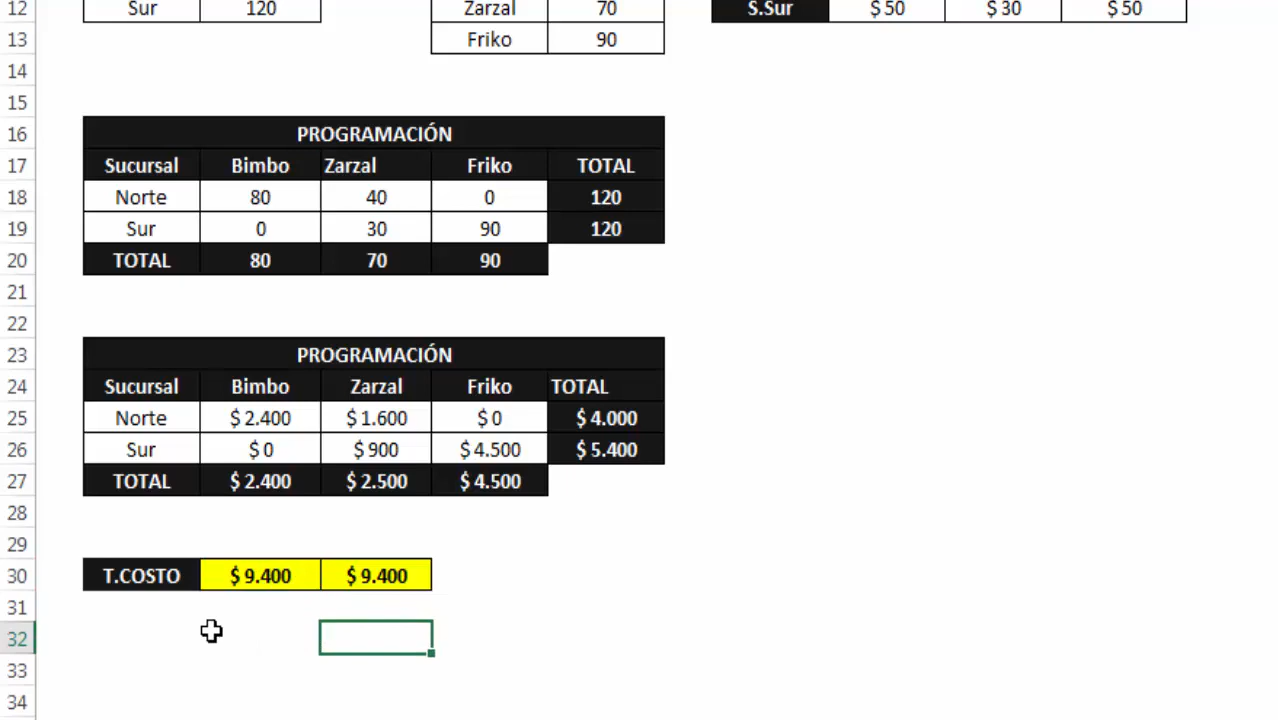 12 Sur 120 Zarzal 70 S.Sur $ 50 $ 30 $ 50
13 Friko 90
14
15
16 PROGRAMACIÓN
17 Sucursal Bimbo Zarzal Friko TOTAL
18 Norte 80 40 0 120
19 Sur 0 30 90 120
20 TOTAL 80 70 90
21
22
23 PROGRAMACIÓN
24 Sucursal Bimbo Zarzal Friko TOTAL
25 Norte $ 2.400 $ 1.600 $ 0 $ 4.000
26 Sur $ 0 $ 900 $ 4.500 $ 5.400
27 TOTAL $ 2.400 $ 2.500 $ 4.500
28
29
30 T.COSTO $ 9.400 $ 9.400
31
32
33
34